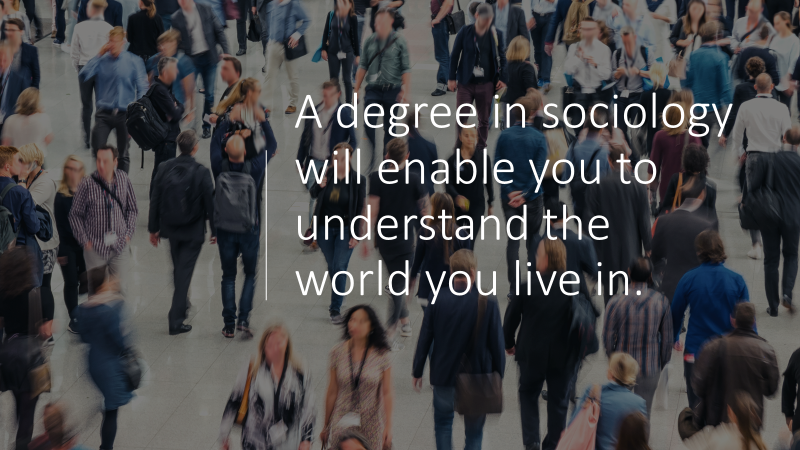 A degree in sociology
will enable you to
understand the
world you live in.